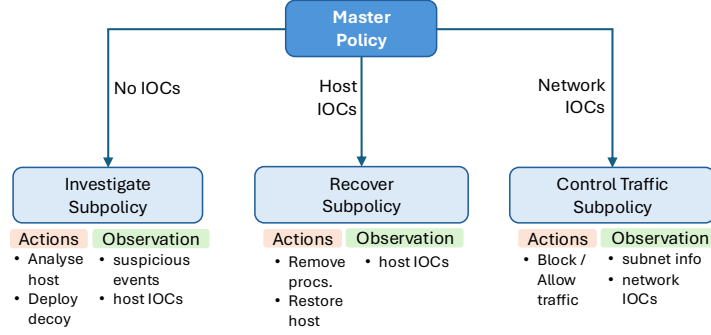 Master
Policy
No IOCs
Host
IOCs
Network
IOCs
Investigate
Subpolicy
Actions
• Analyse
host
• Deploy
decoy
Observation
• suspicious
events
• host IOCs
Recover
Subpolicy
Actions
• Remove
procs.
• Restore
host
Observation
• host IOCs
Control Traffic
Subpolicy
Actions
• Block /
Allow
traffic
Observation
• subnet info
• network
IOCs